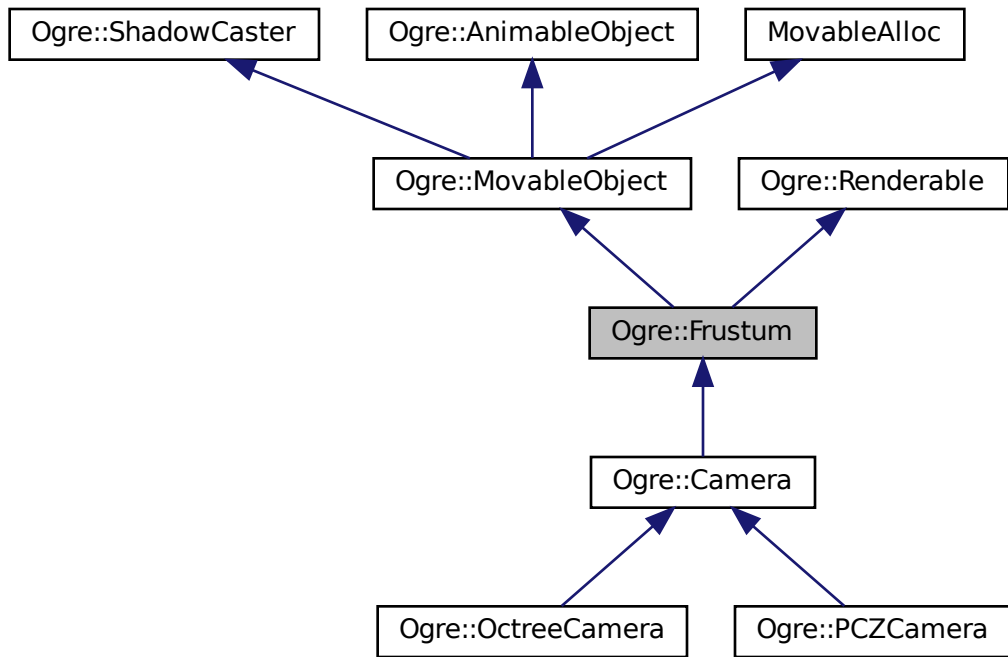 Ogre::ShadowCaster
Ogre::AnimableObject
MovableAlloc
Ogre::MovableObject
Ogre::Renderable
Ogre::Frustum
Ogre::Camera
Ogre::OctreeCamera
Ogre::PCZCamera